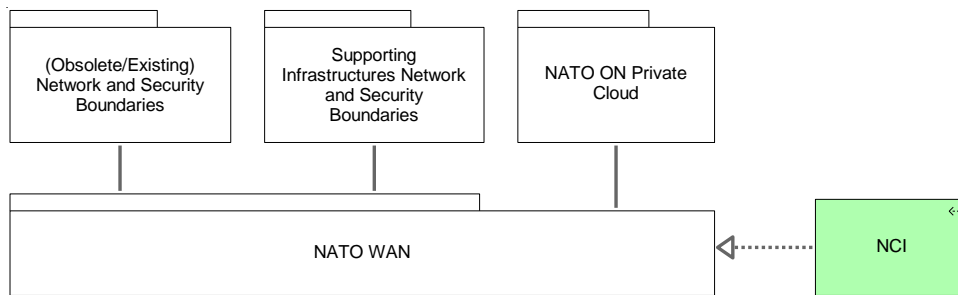 (Obsolete/Existing)
Network and Security
Boundaries
Supporting
Infrastructures Network
and Security
Boundaries
NATO ON Private
Cloud
NATO WAN
NCI